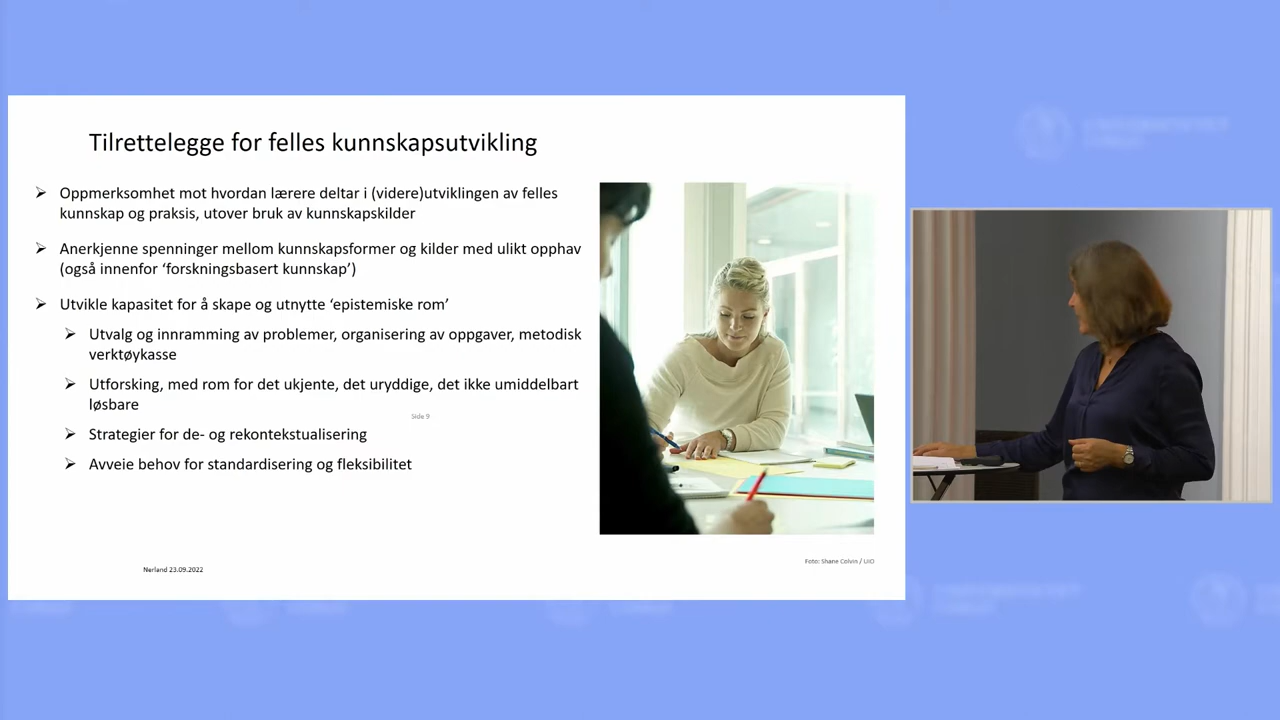 Tilrettelegge for felles kunnskapsutvikling
Oppmerksomhet mot hvordan lærere deltar i (videre)utviklingen av felles
kunnskap og praksis, utover bruk av kunnskapskilder
Anerkjenne spenninger mellom kunnskapsformer og kilder med ulikt opphav
(også innenfor ‘forskningsbasert kunnskap’)
Utvikle kapasitet for å skape og utnytte ‘epistemiske rom’
Utvalg og innramming av problemer, organisering av oppgaver, metodisk
verktøykasse
Utforsking, med rom for det ukjente, det uryddige, det ikke umiddelbart
løsbare
Side 9
Strategier for de- og rekontekstualisering
Avveie behov for standardisering og fleksibilitet
Foto: Shane Colvin / UiO
Nerland 23.09.2022